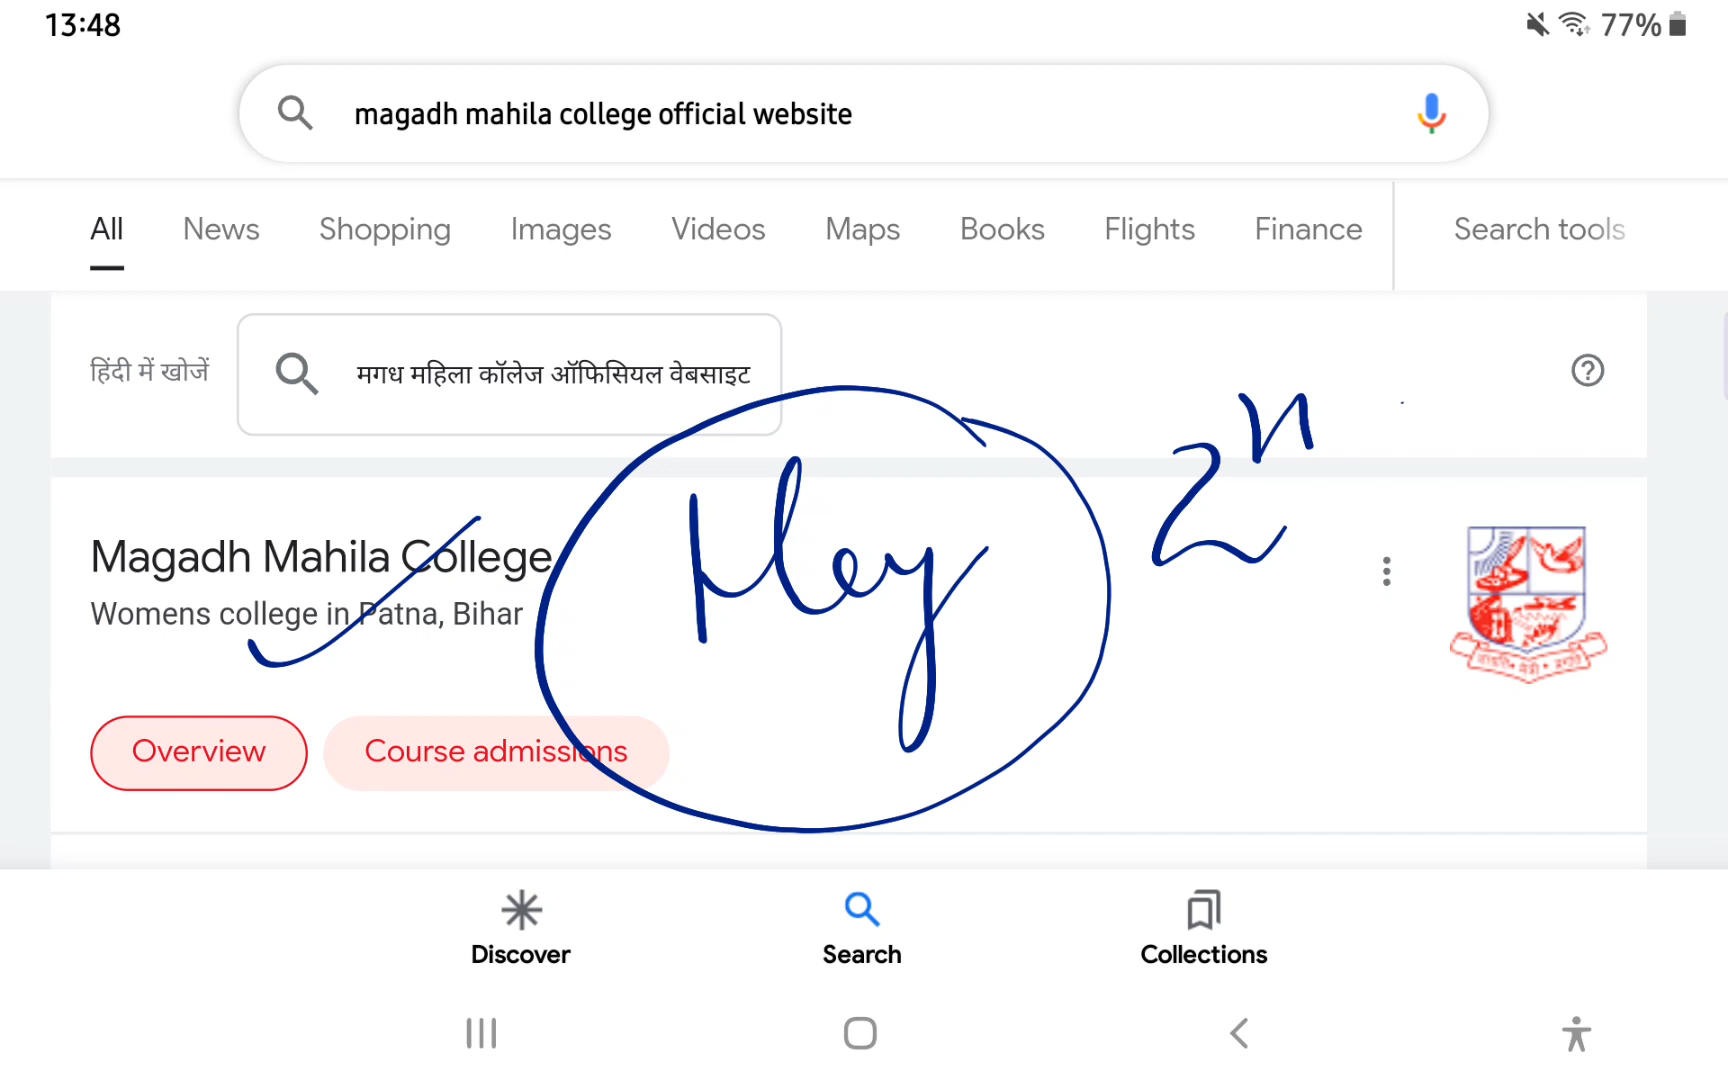 13:48 77%
magadh mahila college official website
All News Shopping Images Videos Maps Books Flights Finance Search tools
हिंदी में खोजें मगध महिला कॉलेज ऑफिसियल वेबसाइट
Hey 2ⁿ
Magadh Mahila College
Womens college in Patna, Bihar
Overview Course admissions
Discover Search Collections